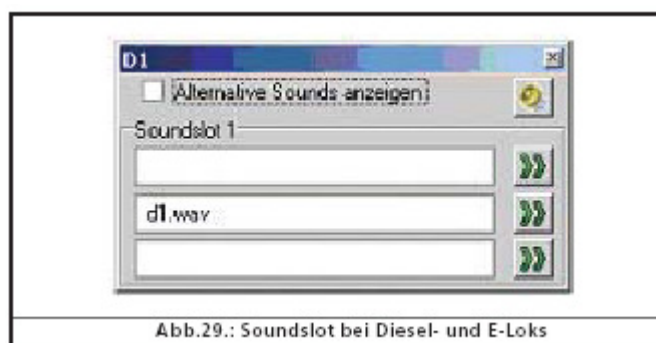 D1
Alternative Sounds anzeigen
Soundslot 1
d1.wav
Abb.29.: Soundslot bei Diesel- und E-Loks